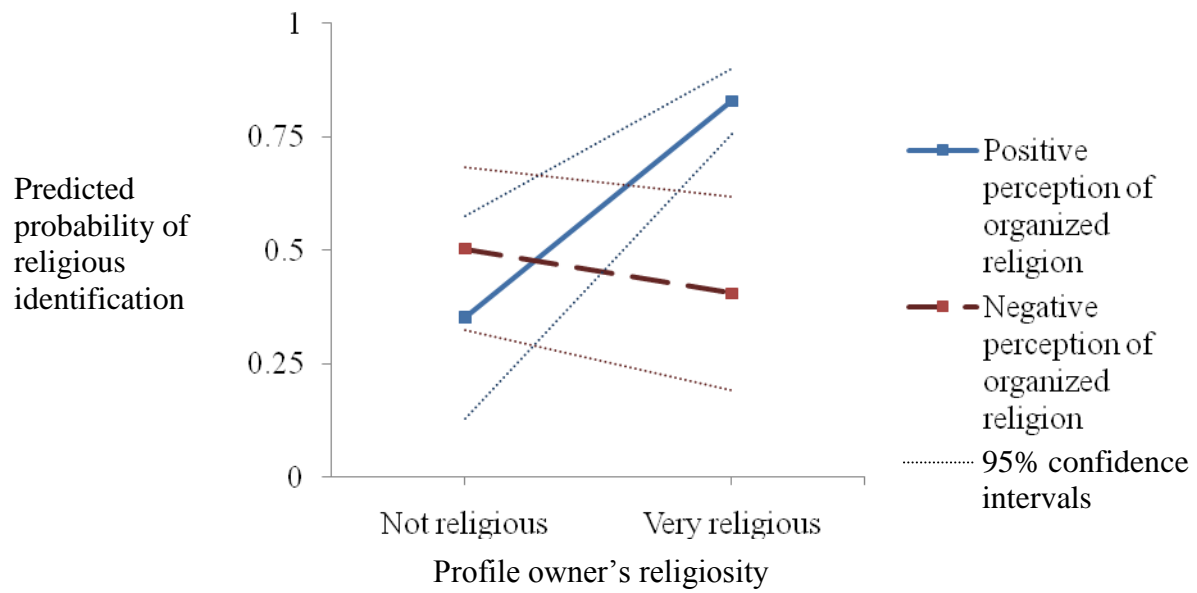 Predicted
probability of
religious
identification
1
0.75
0.5
0.25
0
Not religious
Very religious
Profile owner’s religiosity
Positive
perception of
organized
religion
Negative
perception of
organized
religion
95% confidence
intervals